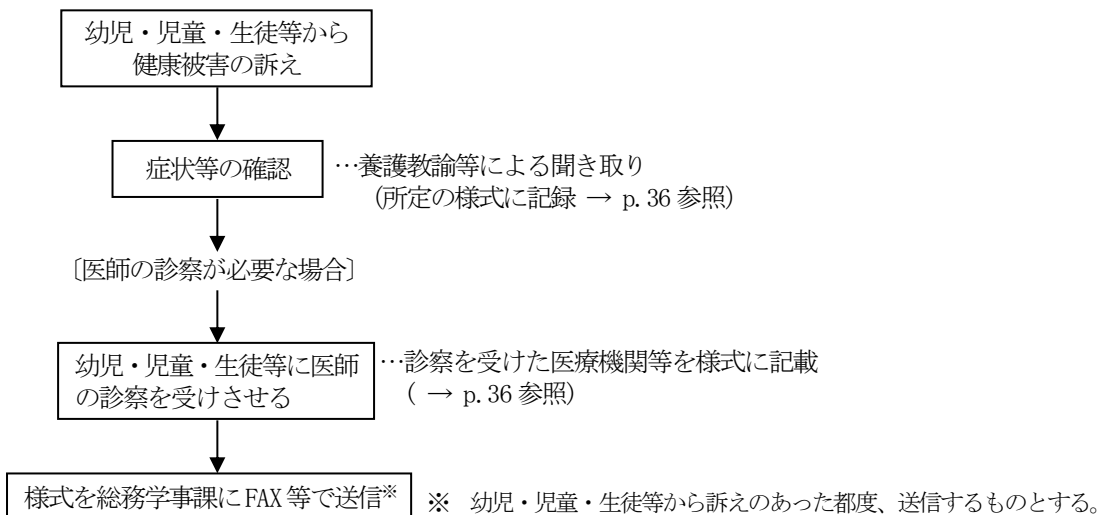 幼児・児童・生徒等から
健康被害の訴え
症状等の確認
…養護教諭等による聞き取り
(所定の様式に記録 → p.36 参照)
〔医師の診察が必要な場合〕
幼児・児童・生徒等に医師
の診察を受けさせる
…診察を受けた医療機関等を様式に記載
( → p.36 参照)
様式を総務学事課に FAX 等で送信※
※ 幼児・児童・生徒等から訴えのあった都度、送信するものとする。